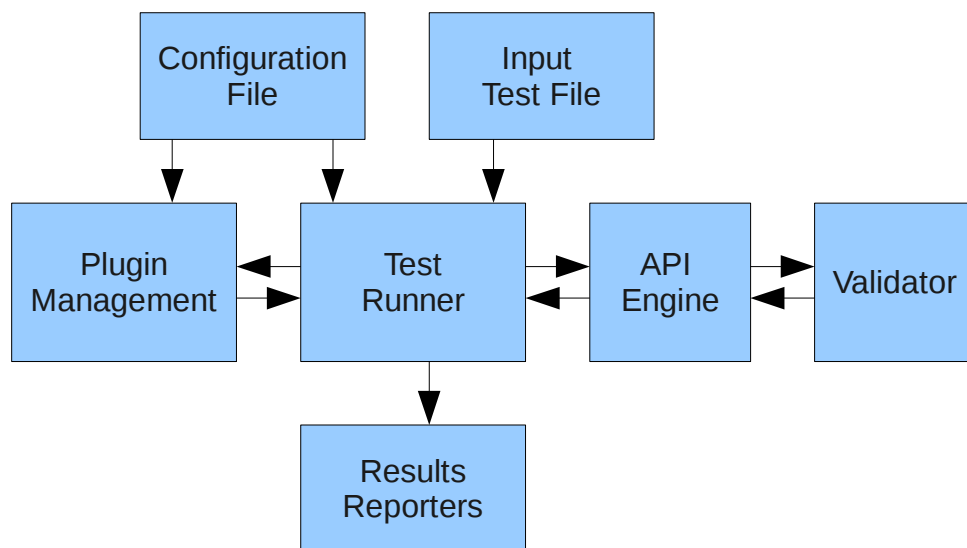 Configuration
File
Input
Test File
Plugin
Management
Test
Runner
API
Engine
Validator
Results
Reporters